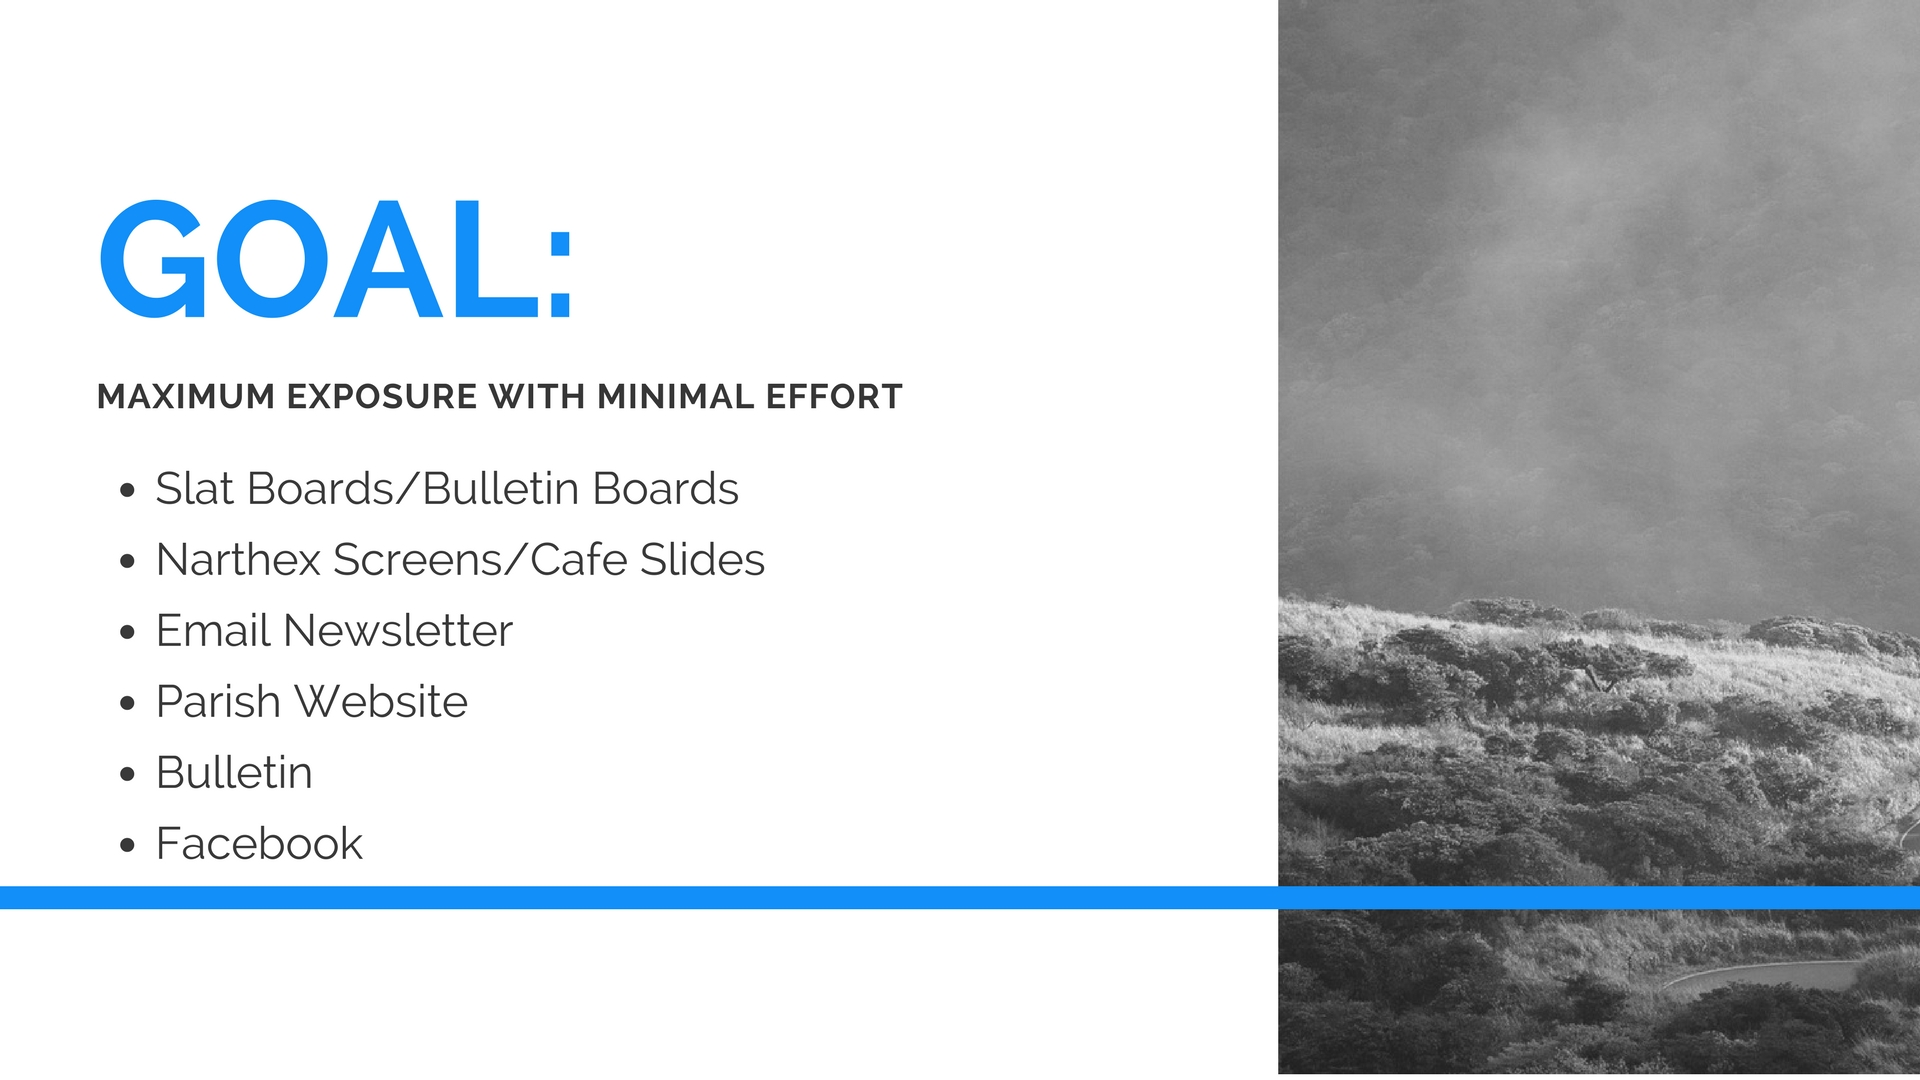 GOAL:
MAXIMUM EXPOSURE WITH MINIMAL EFFORT
Slat Boards/Bulletin Boards
Narthex Screens/Cafe Slides
Email Newsletter
Parish Website
Bulletin
Facebook